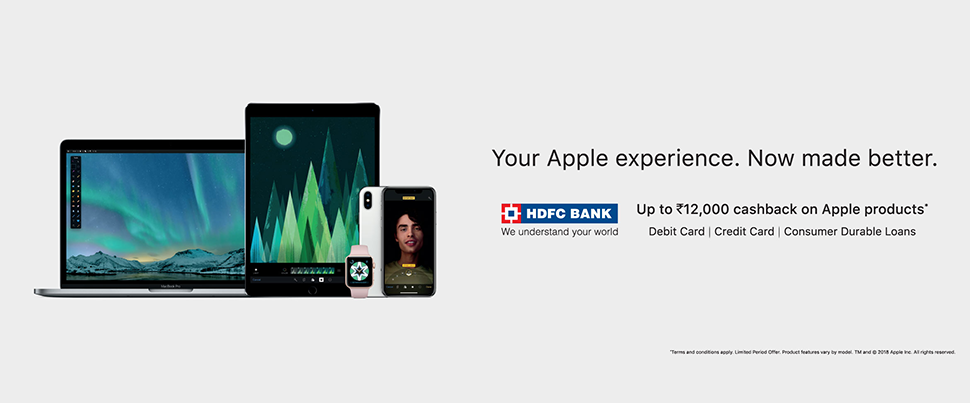 Your Apple experience. Now made better.
HDFC BANK
We understand your world
Up to ₹12,000 cashback on Apple products*
Debit Card | Credit Card | Consumer Durable Loans
MacBook Pro
*Terms and conditions apply. Limited Period Offer. Product features vary by model. TM and © 2018 Apple Inc. All rights reserved.